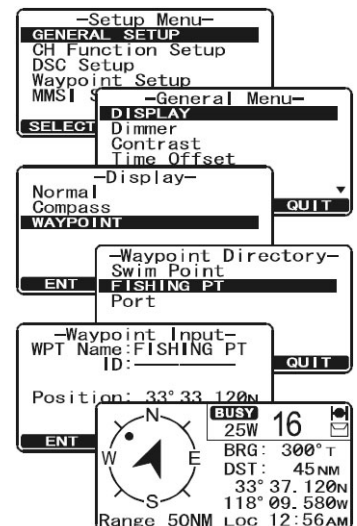 —Setup Menu—
GENERAL SETUP
CH Function Setup
DSC Setup
Waypoint Setup
MMSI S
SELECT
—General Menu—
DISPLAY
Dimmer
Contrast
Time Offset
QUIT
—Display—
Normal
Compass
WAYPOINT
ENT
—Waypoint Directory—
Swim Point
FISHING PT
Port
QUIT
—Waypoint Input—
WPT Name:FISHING PT
ID:—————————
Position: 33°33.120N
ENT
N
W
E
S
Range 50NM
BUSY
25W
16
BRG: 300°T
DST: 45NM
33°37.120N
118°09.580W
LOC 12:56AM